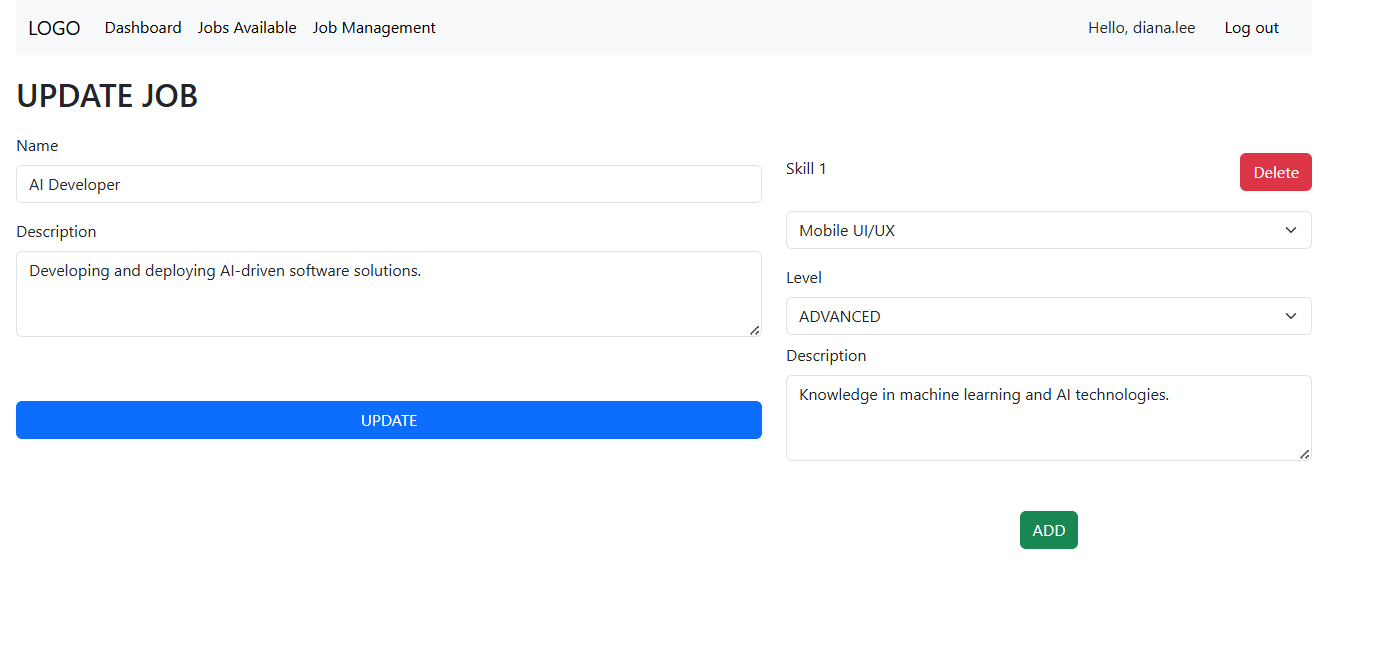 LOGO Dashboard Jobs Available Job Management Hello, diana.lee Log out
UPDATE JOB
Name
AI Developer
Description
Developing and deploying AI-driven software solutions.
UPDATE
Skill 1 Delete
Mobile UI/UX
Level
ADVANCED
Description
Knowledge in machine learning and AI technologies.
ADD